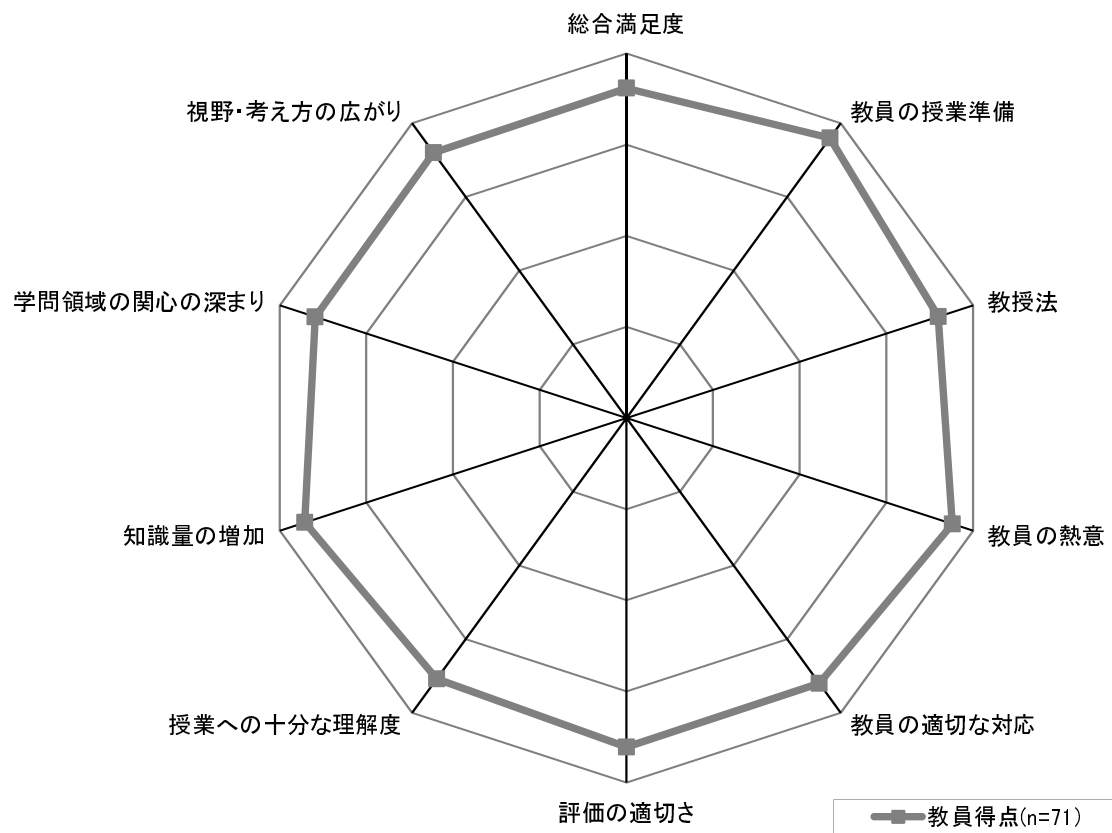 総合満足度
視野・考え方の広がり
教員の授業準備
学問領域の関心の深まり
教授法
知識量の増加
教員の熱意
授業への十分な理解度
教員の適切な対応
評価の適切さ
教員得点(n=71)